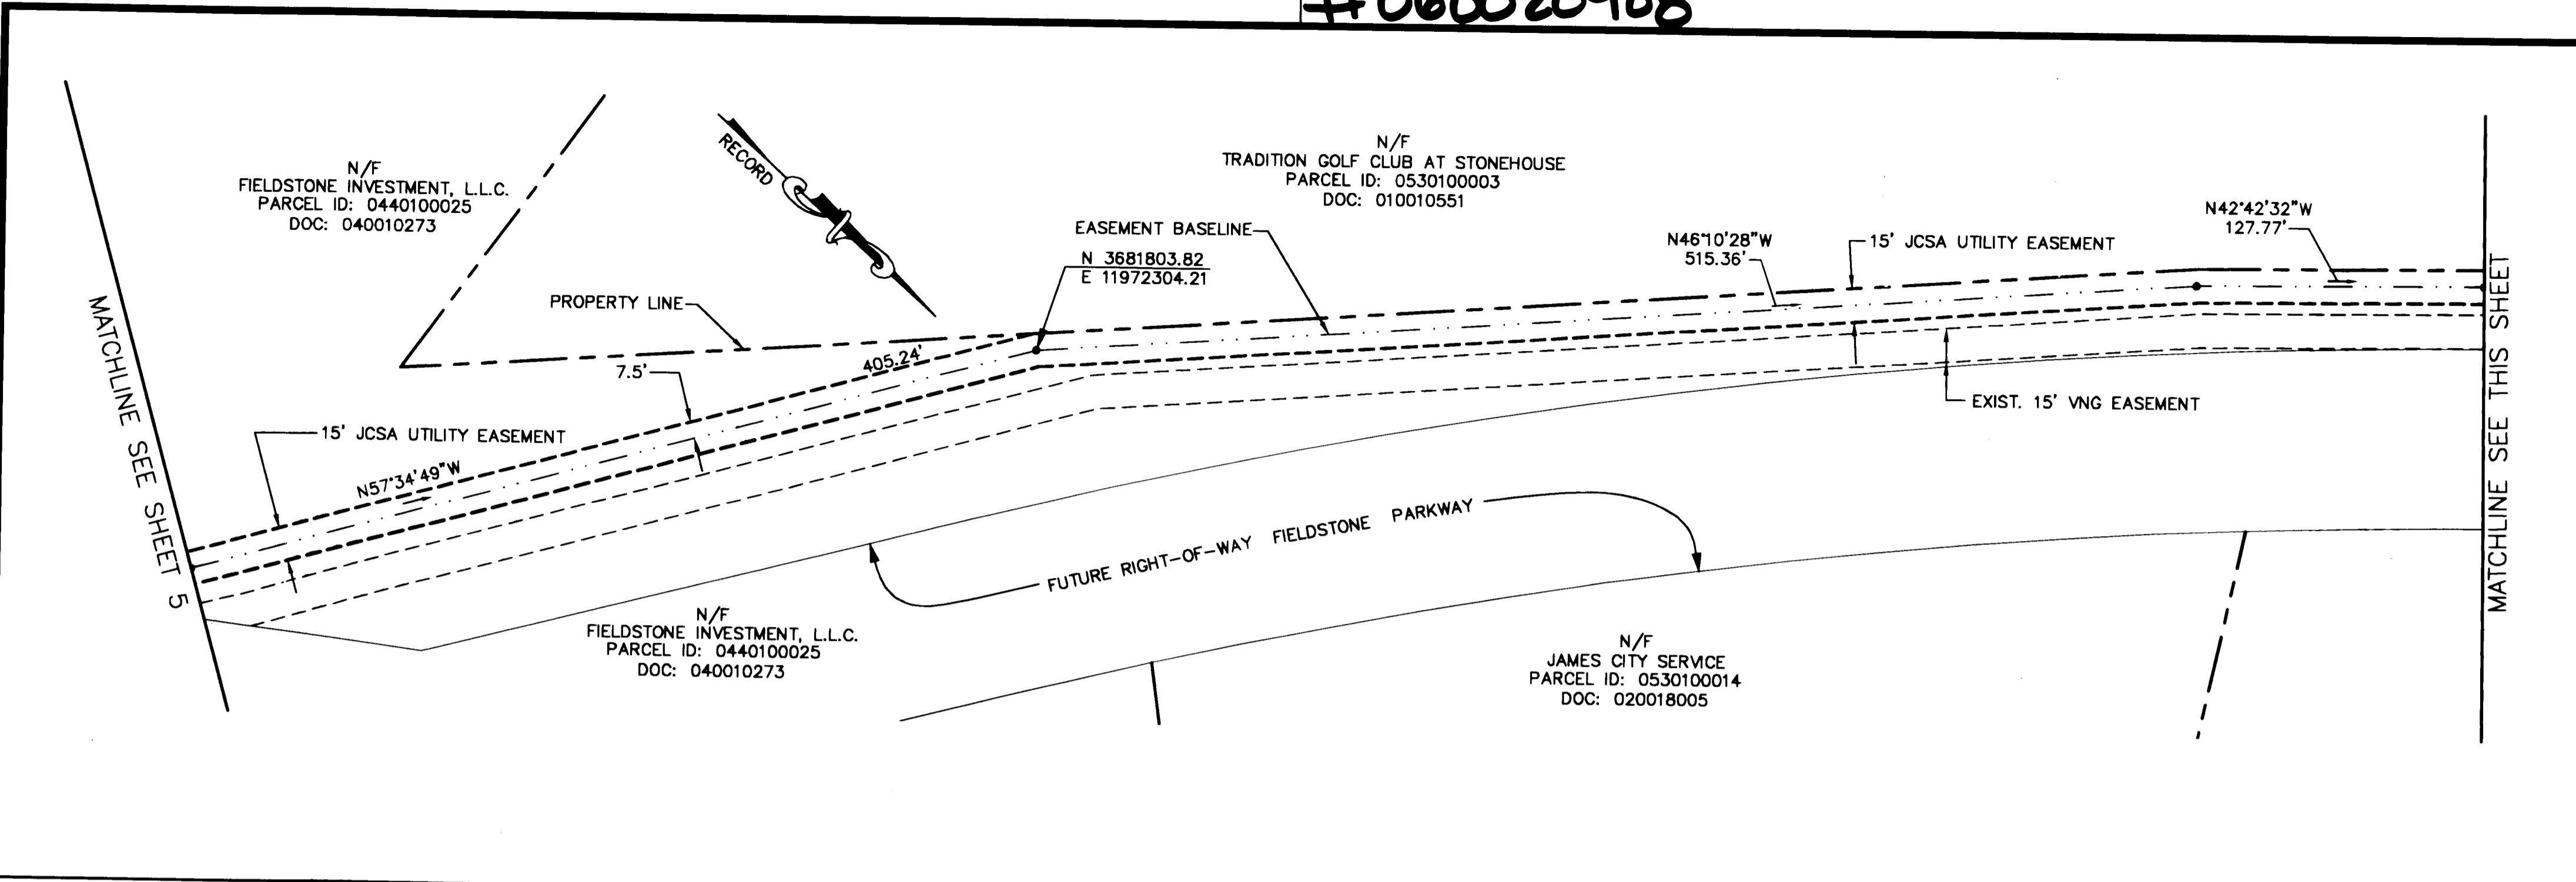 #060020408
N/F
FIELDSTONE INVESTMENT, L.L.C.
PARCEL ID: 0440100025
DOC: 040010273
RECORD
N/F
TRADITION GOLF CLUB AT STONEHOUSE
PARCEL ID: 0530100003
DOC: 010010551
EASEMENT BASELINE
N 3681803.82
E 11972304.21
N46°10'28"W
515.36'
15' JCSA UTILITY EASEMENT
N42°42'32"W
127.77'
PROPERTY LINE
405.24'
7.5'
15' JCSA UTILITY EASEMENT
N57°34'49"W
MATCHLINE SEE SHEET 5
EXIST. 15' VNG EASEMENT
MATCHLINE SEE THIS SHEET
FUTURE RIGHT-OF-WAY FIELDSTONE PARKWAY
N/F
FIELDSTONE INVESTMENT, L.L.C.
PARCEL ID: 0440100025
DOC: 040010273
N/F
JAMES CITY SERVICE
PARCEL ID: 0530100014
DOC: 020018005